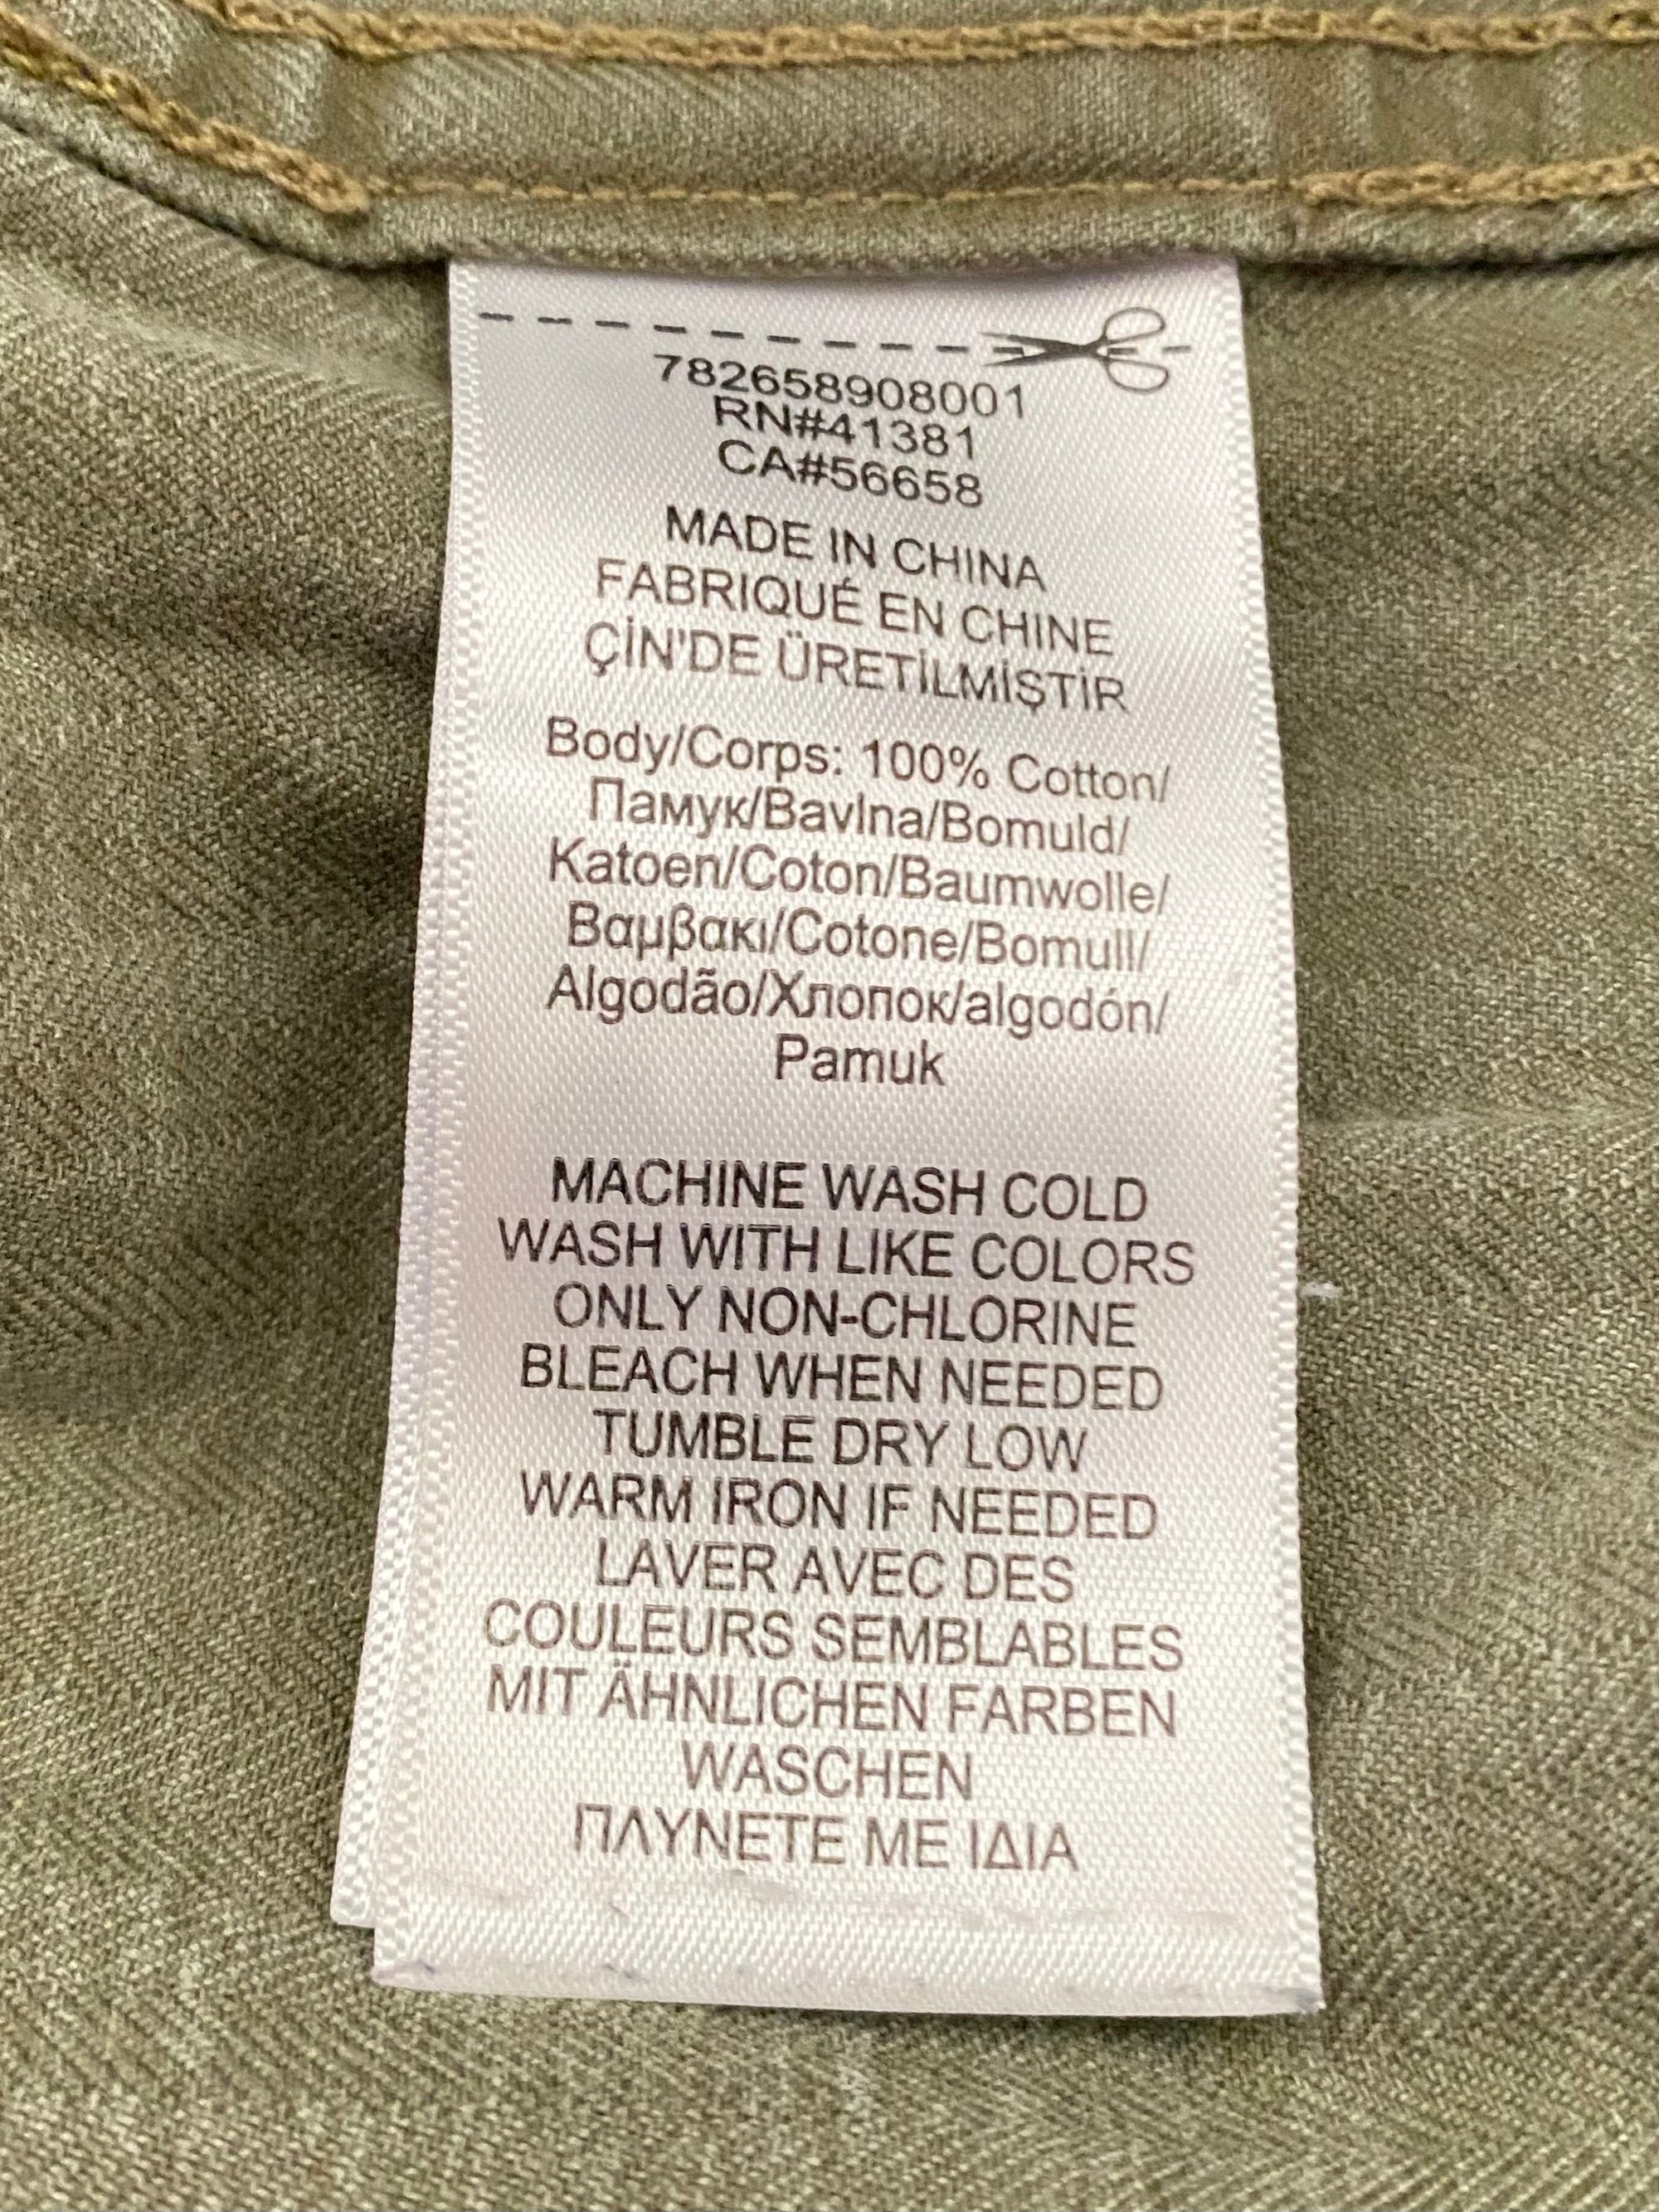 782658908001
RN#41381
CA#56658
MADE IN CHINA
FABRIQUÉ EN CHINE
ÇİN'DE ÜRETİLMİŞTİR
Body/Corps: 100% Cotton/
Памук/Bavlna/Bomuld/
Katoen/Coton/Baumwolle/
Βαμβακι/Cotone/Bomull/
Algodão/Хлопок/algodón/
Pamuk
MACHINE WASH COLD
WASH WITH LIKE COLORS
ONLY NON-CHLORINE
BLEACH WHEN NEEDED
TUMBLE DRY LOW
WARM IRON IF NEEDED
LAVER AVEC DES
COULEURS SEMBLABLES
MIT ÄHNLICHEN FARBEN
WASCHEN
ΠΛΥΝΕΤΕ ΜΕ ΙΔΙΑ